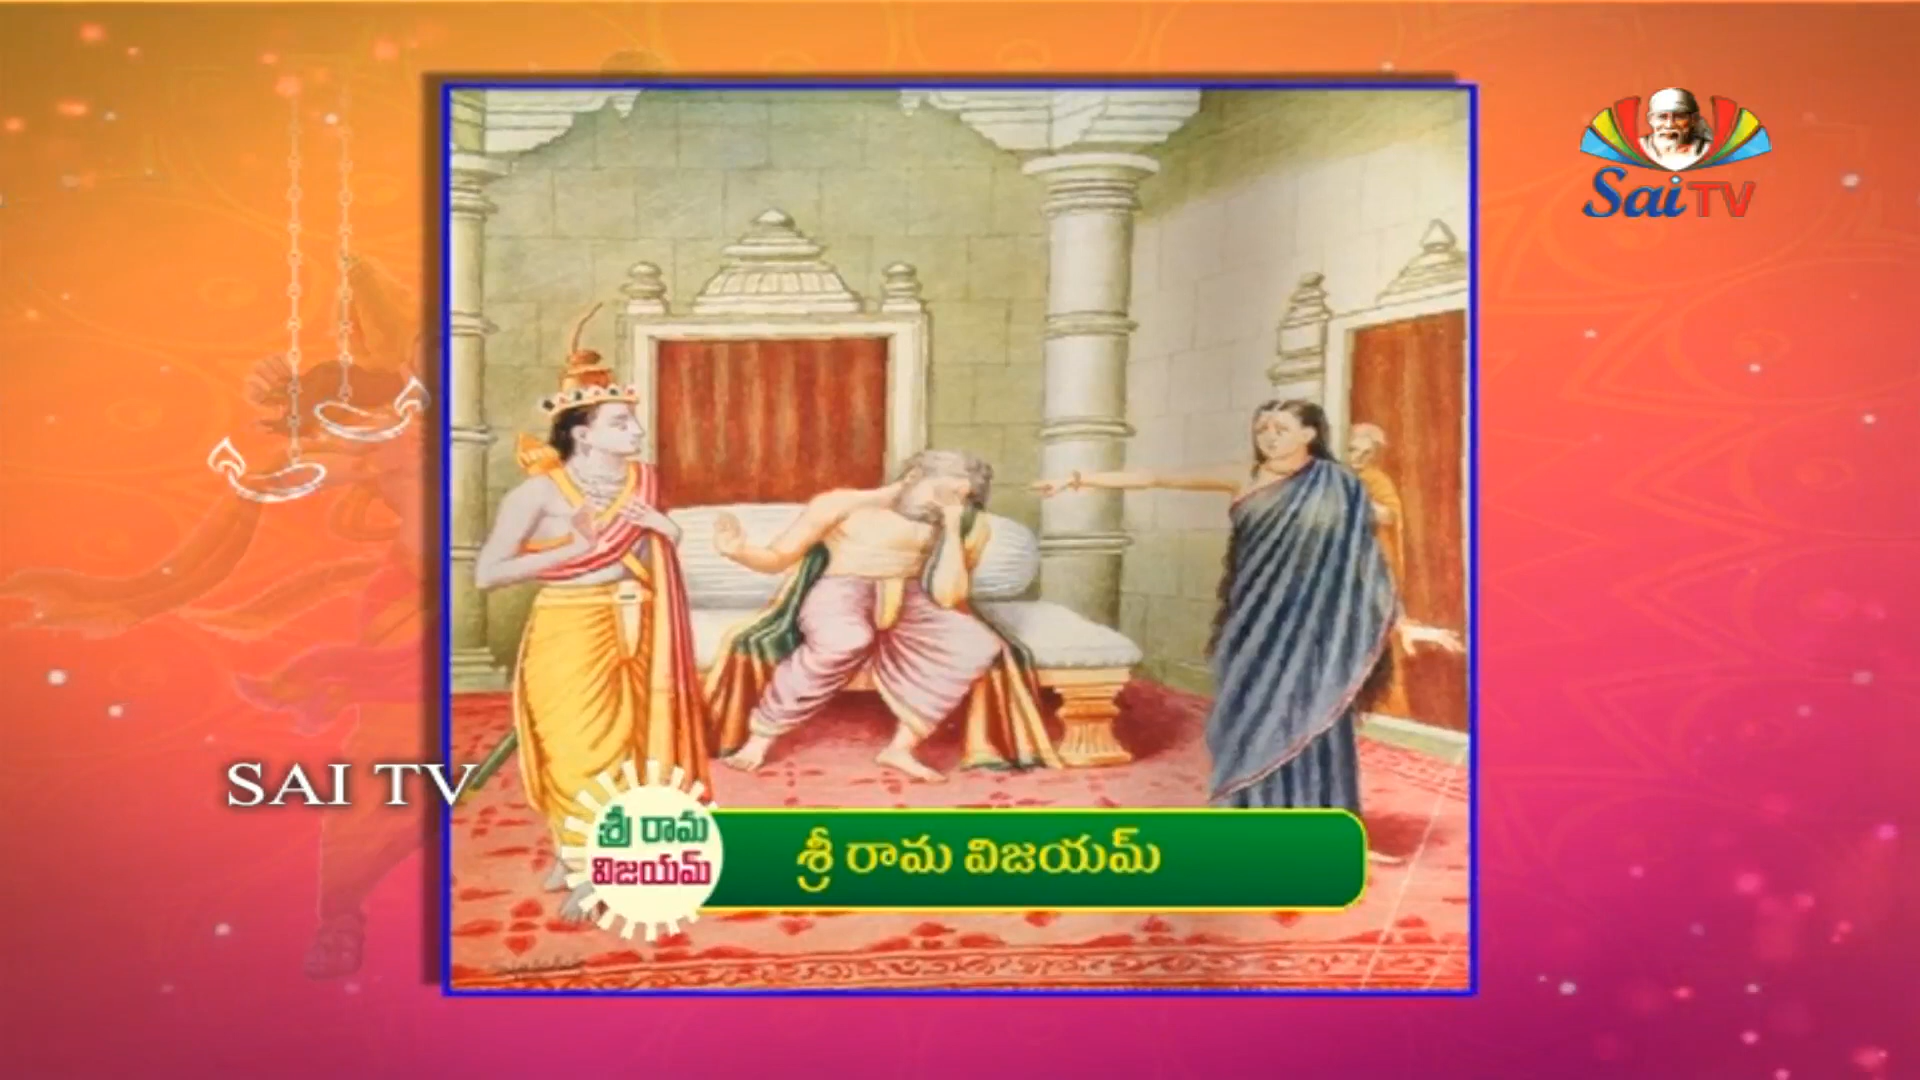 Sai TV
SAI TV
శ్రీ రామ
విజయమ్
శ్రీ రామ విజయమ్